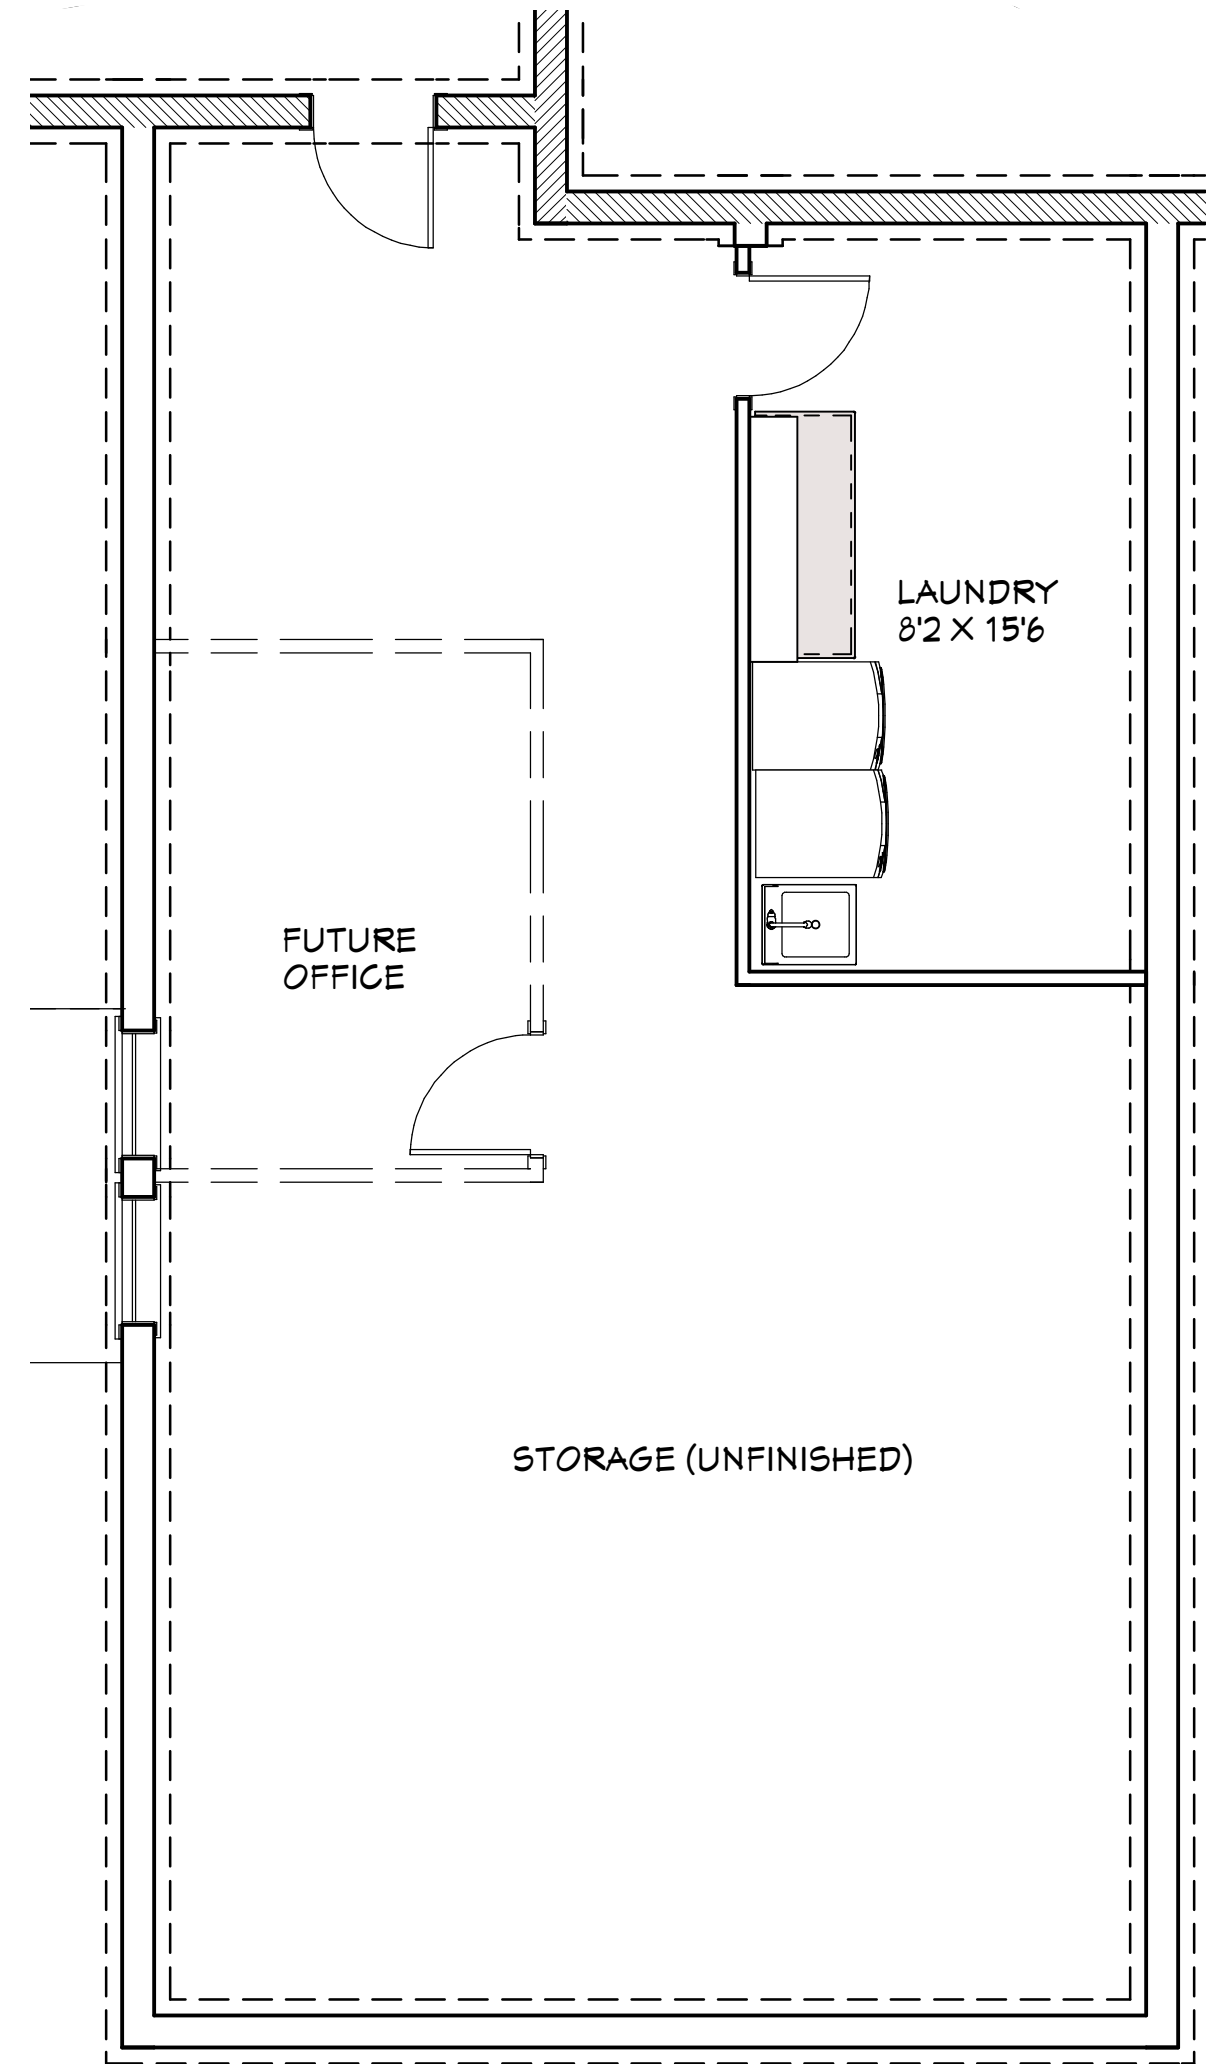 LAUNDRY
8'2 X 15'6
FUTURE
OFFICE
STORAGE (UNFINISHED)